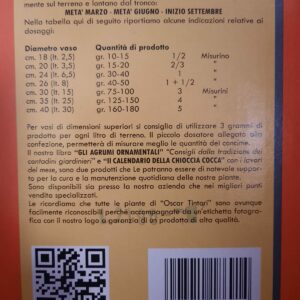 mente sul terreno e lontano dal tronco:
META' MARZO - META' GIUGNO - INIZIO SETTEMBRE
Nella tabella qui di seguito riportiamo alcune indicazioni relative ai
dosaggi:
Diametro vaso Quantità di prodotto
cm. 18 (lt. 2,5) gr. 10-15 1/2 Misurino
cm. 20 (lt. 3,5) gr. 15-20 2/3 "
cm. 24 (lt. 6,5) gr. 30-40 1 "
cm. 26 (lt. 8) gr. 40-50 1 + 1/2 "
cm. 30 (lt. 15) gr. 75-100 3 Misurini
cm. 35 (lt. 25) gr. 125-150 4 "
cm. 40 (lt. 30) gr. 160-180 5 "
Per vasi di dimensioni superiori si consiglia di utilizzare 3 grammi di
prodotto per ogni litro di terreno. Il piccolo dosatore allegato alla
confezione, permetterà di misurare meglio la quantità del concime.
Il nostro libro "GLI AGRUMI ORNAMENTALI" "Consigli dalla tradizione dei
contadini giardinieri" e "IL CALENDARIO DELLA CHIOCCIA COCCA" con i lavori
del mese, sono due prodotti che Le potranno essere di notevole suppor-
to per la cura e la manutenzione quotidiana delle nostre piante.
Sono disponibili sia presso la nostra azienda che nei migliori punti
vendita specializzati.
Le ricordiamo che tutte le piante di "Oscar Tintori" sono ovunque
facilmente riconoscibili perché accompagnate da un'etichetta fotogra-
fica con il nostro logo a garanzia di un prodotto di alta qualità.